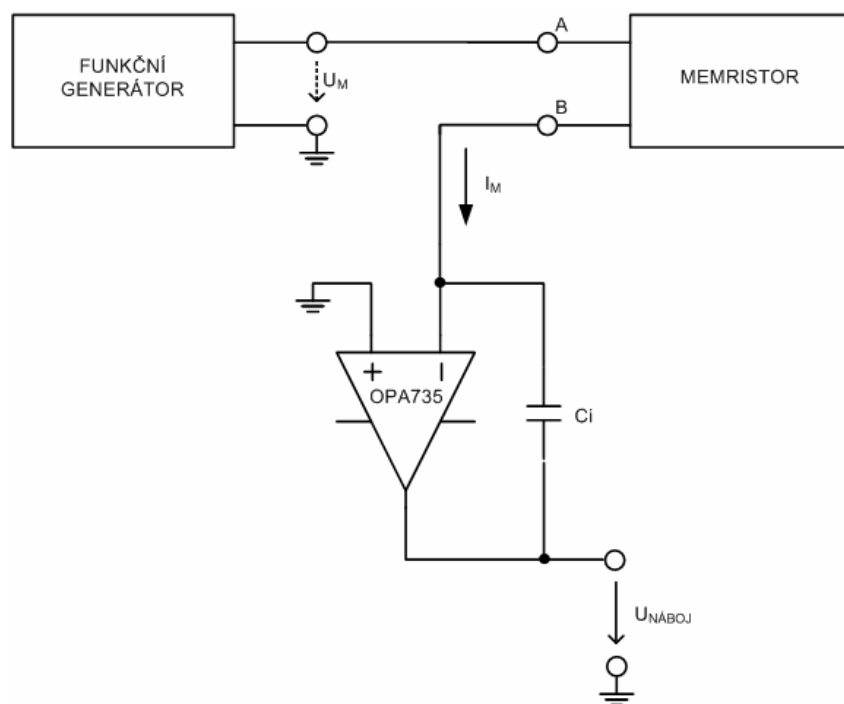 FUNKČNÍ
GENERÁTOR
U_M
A
B
MEMRISTOR
I_M
+
OPA735
Ci
U_NÁBOJ